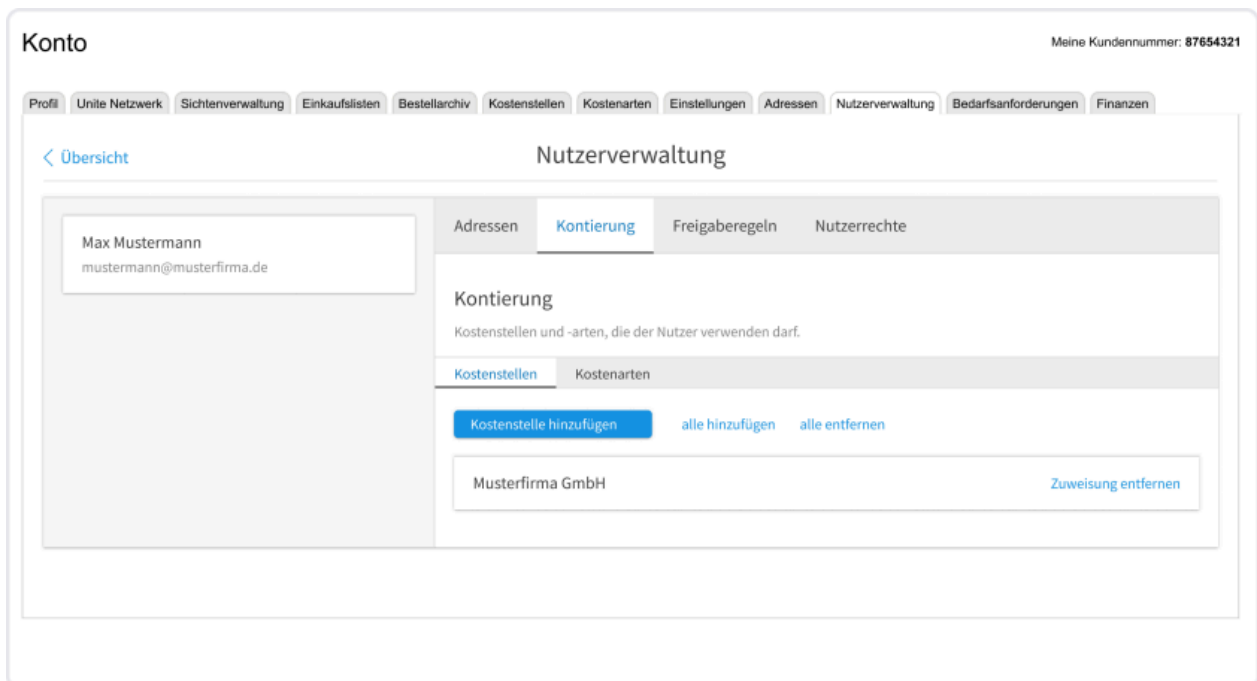 Konto
Meine Kundennummer: 87654321
Profil Unite Netzwerk Sichtenverwaltung Einkaufslisten Bestellarchiv Kostenstellen Kostenarten Einstellungen Adressen Nutzerverwaltung Bedarfsanforderungen Finanzen
Übersicht
Nutzerverwaltung
Max Mustermann
mustermann@musterfirma.de
Adressen Kontierung Freigaberegeln Nutzerrechte
Kontierung
Kostenstellen und -arten, die der Nutzer verwenden darf.
Kostenstellen Kostenarten
Kostenstelle hinzufügen alle hinzufügen alle entfernen
Musterfirma GmbH Zuweisung entfernen